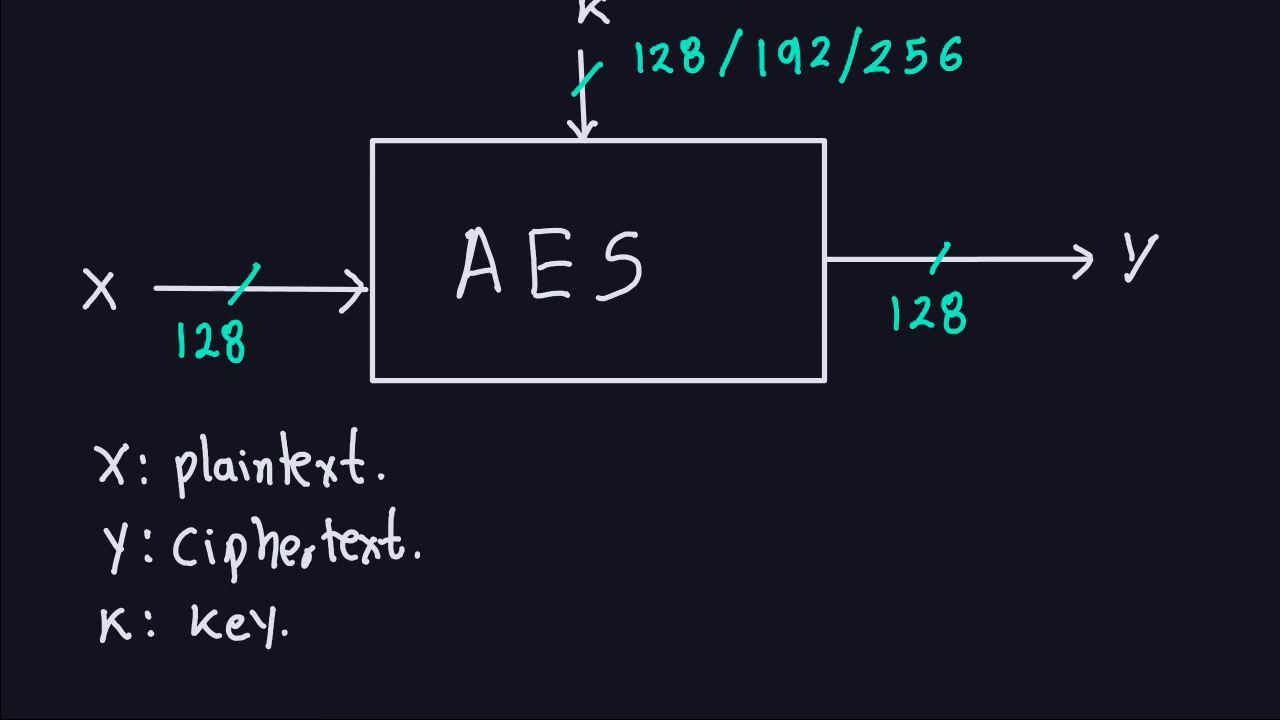 K
128/192/256
AES
X
128
Y
128
X: plaintext.
Y: Ciphertext.
K: key.